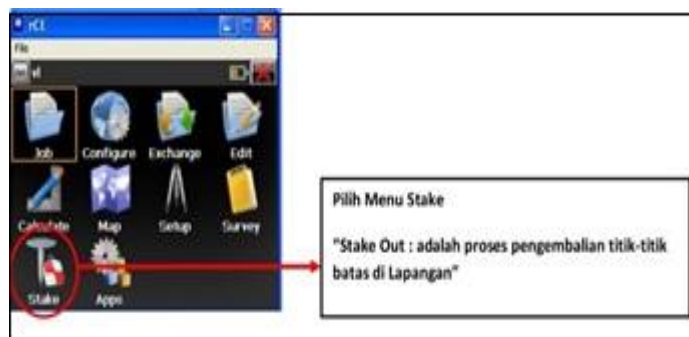 File
Job Configure Exchange Edit
Calculate Map Setup Survey
Stake Apps
Pilih Menu Stake
"Stake Out : adalah proses pengembalian titik-titik
batas di Lapangan"